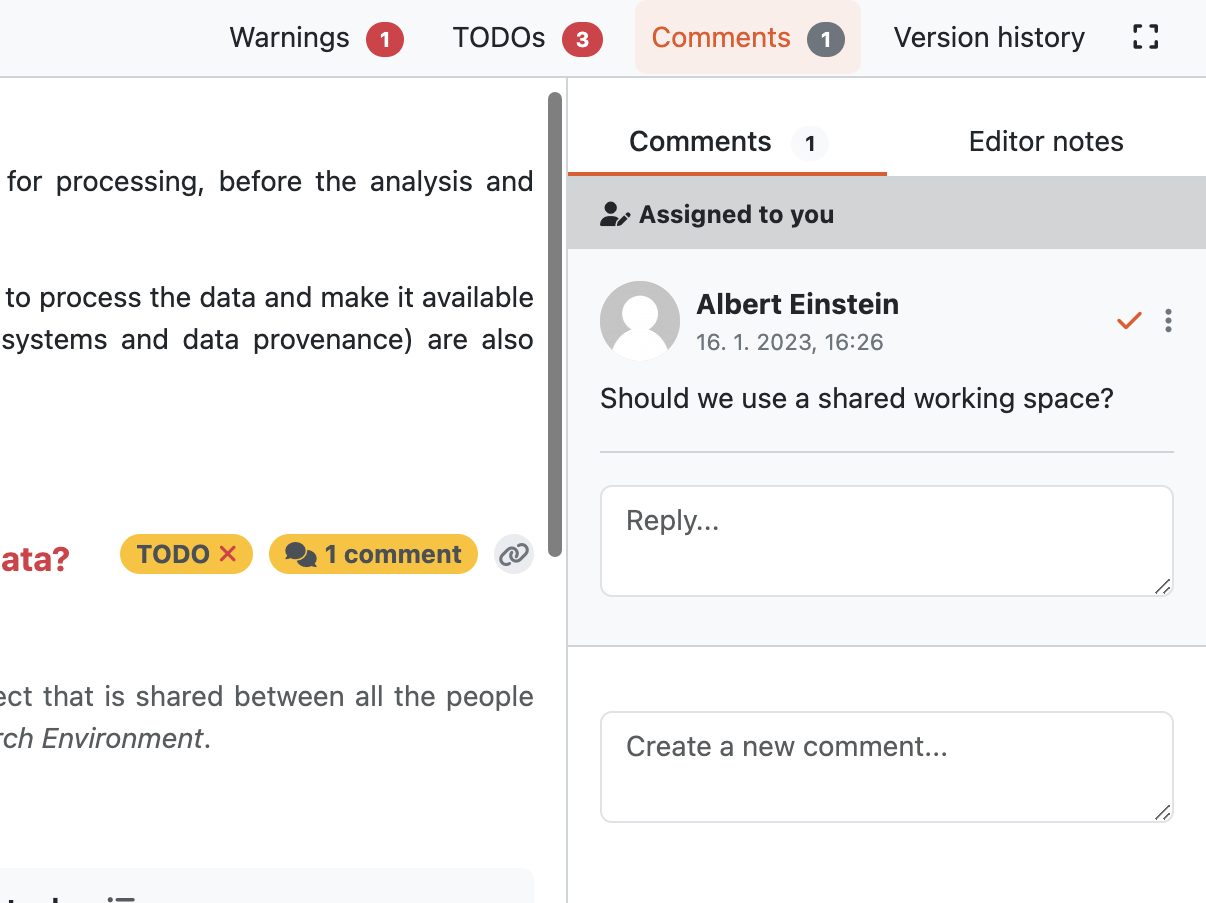 Warnings 1 TODOs 3 Comments 1 Version history
for processing, before the analysis and
to process the data and make it available
systems and data provenance) are also
ata? TODO 1 comment
ect that is shared between all the people
rch Environment.
Comments 1 Editor notes
Assigned to you
Albert Einstein
16. 1. 2023, 16:26
Should we use a shared working space?
Reply...
Create a new comment...